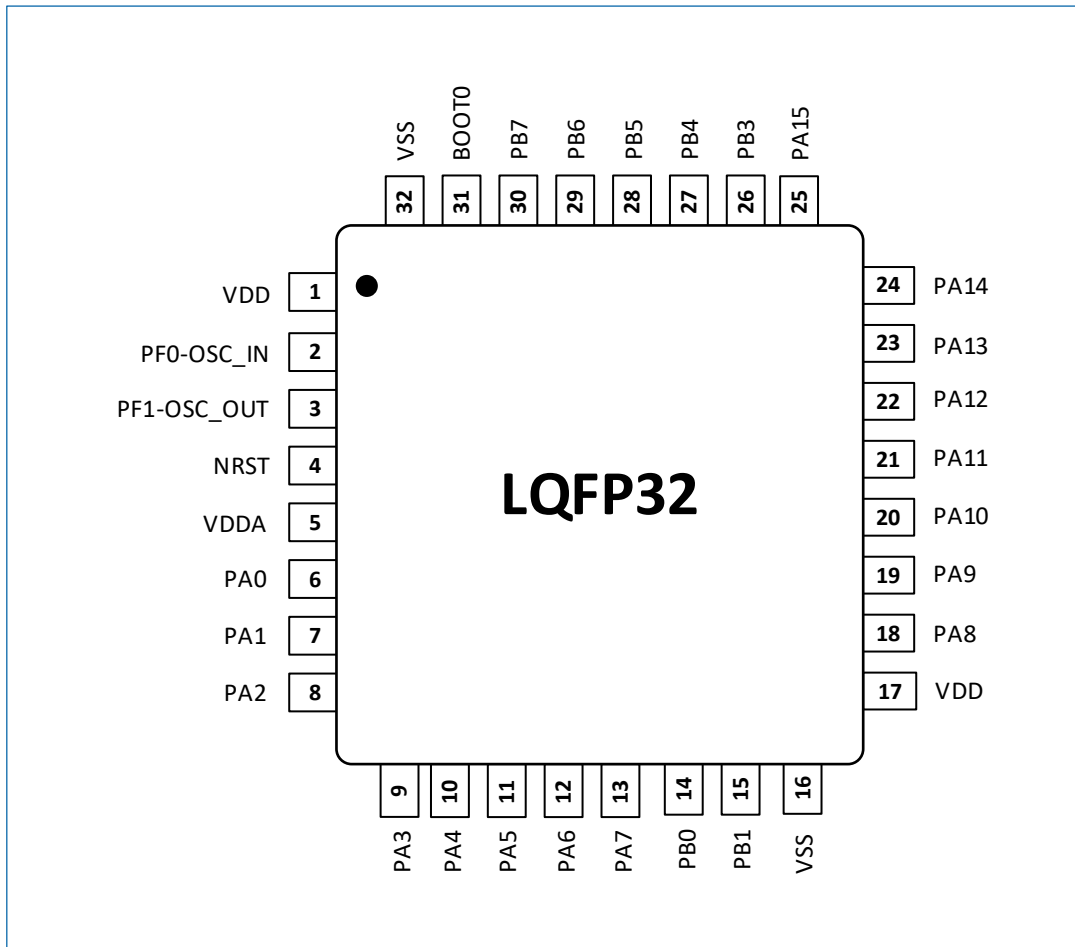 VSS
BOOT0
PB7
PB6
PB5
PB4
PB3
PA15
32
31
30
29
28
27
26
25
VDD 1
PF0-OSC_IN 2
PF1-OSC_OUT 3
NRST 4
VDDA 5
PA0 6
PA1 7
PA2 8
LQFP32
24 PA14
23 PA13
22 PA12
21 PA11
20 PA10
19 PA9
18 PA8
17 VDD
9
10
11
12
13
14
15
16
PA3
PA4
PA5
PA6
PA7
PB0
PB1
VSS